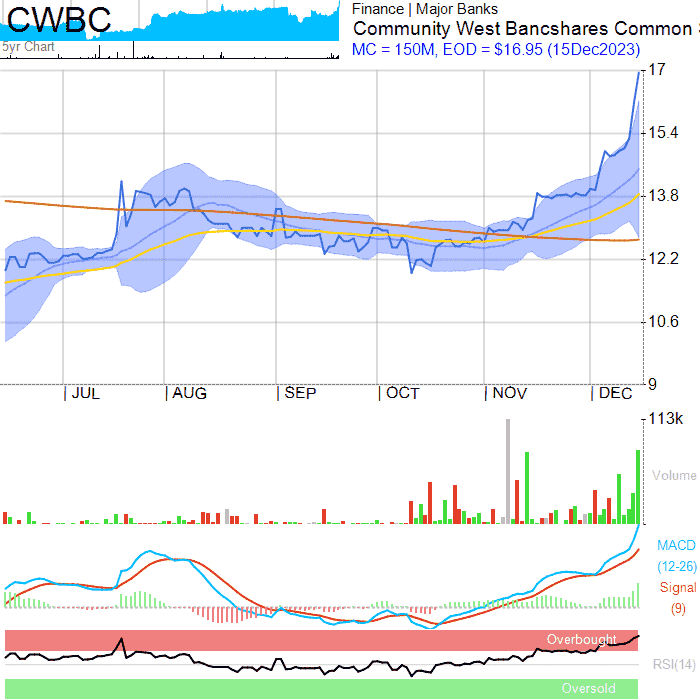 CWBC
5yr Chart
Finance | Major Banks
Community West Bancshares Common
MC = 150M, EOD = $16.95 (15Dec2023)
17
15.4
13.8
12.2
10.6
9
JUL
AUG
SEP
OCT
NOV
DEC
113k
Volume
MACD
(12-26)
Signal
(9)
Overbought
RSI(14)
Oversold